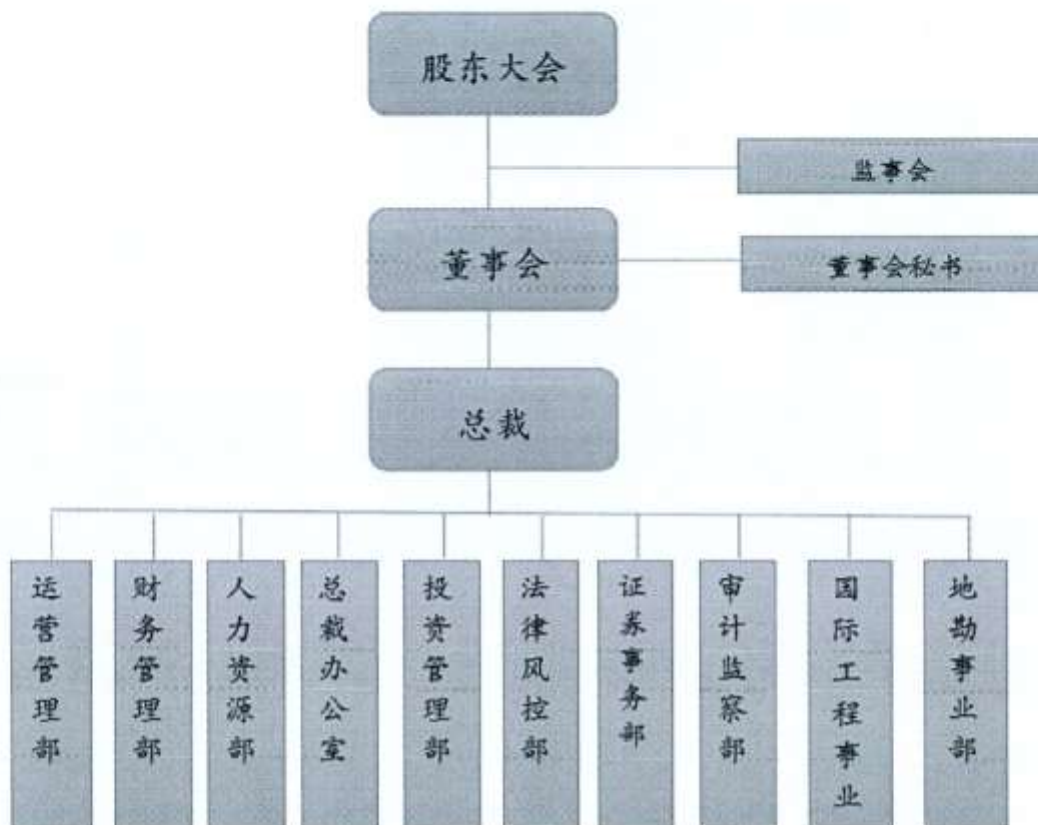 股东大会
监事会
董事会
董事会秘书
总裁
运营管理部
财务管理部
人力资源部
总裁办公室
投资管理部
法律风控部
证券事务部
审计监察部
国际工程事业
地勘事业部